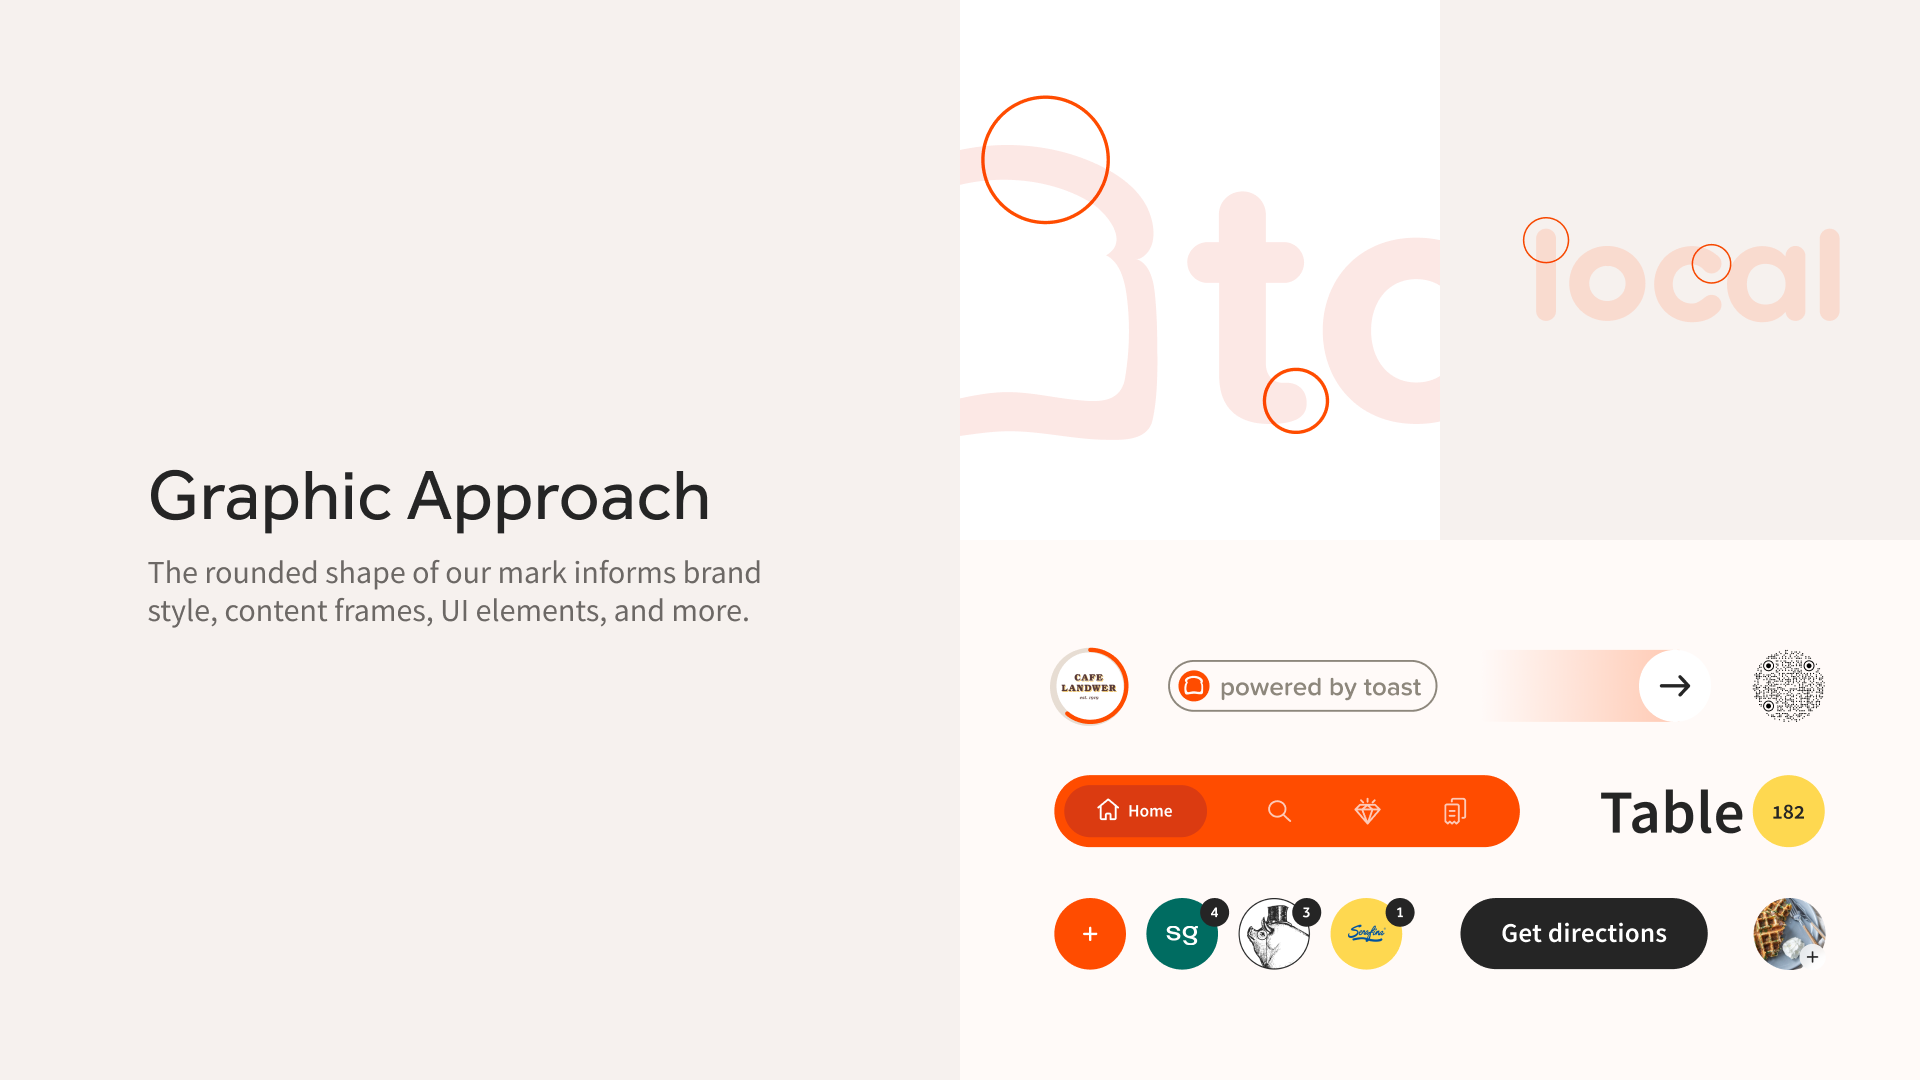 Graphic Approach
The rounded shape of our mark informs brand
style, content frames, UI elements, and more.
to
local
CAFE
LANDWER
powered by toast
Home
Table
182
sg
4
3
Serafina
1
Get directions